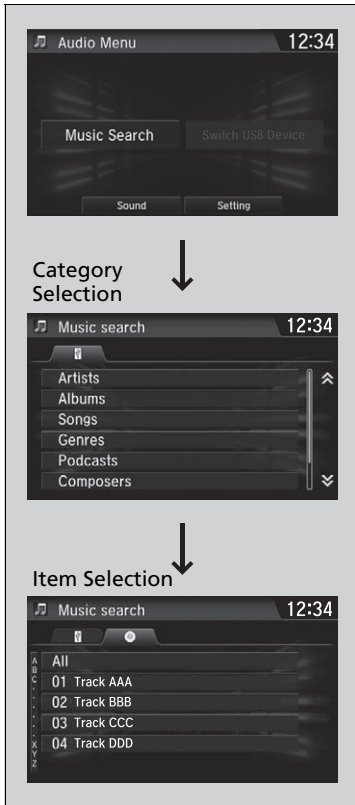 Audio Menu 12:34
Music Search Switch USB Device
Sound Setting
Category
Selection
Music search 12:34
Artists
Albums
Songs
Genres
Podcasts
Composers
Item Selection
Music search 12:34
A
B
C
.
.
.
.
.
X
Y
Z
All
01 Track AAA
02 Track BBB
03 Track CCC
04 Track DDD